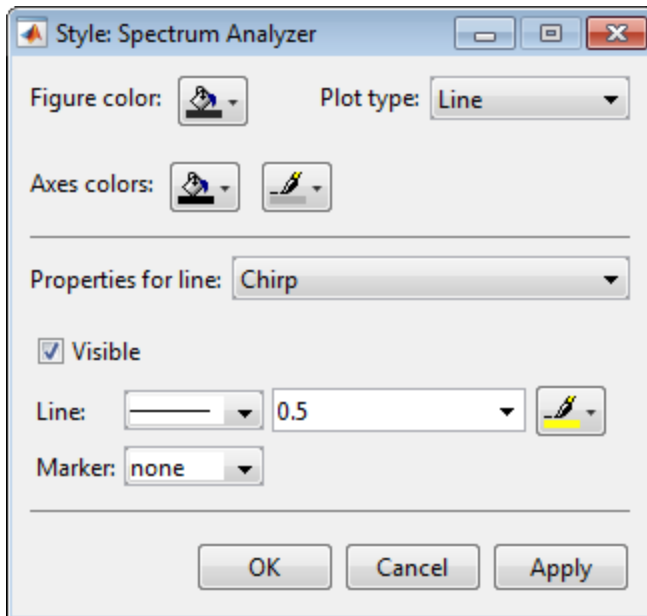 Style: Spectrum Analyzer
Figure color: Plot type: Line
Axes colors:
Properties for line: Chirp
Visible
Line: 0.5
Marker: none
OK Cancel Apply